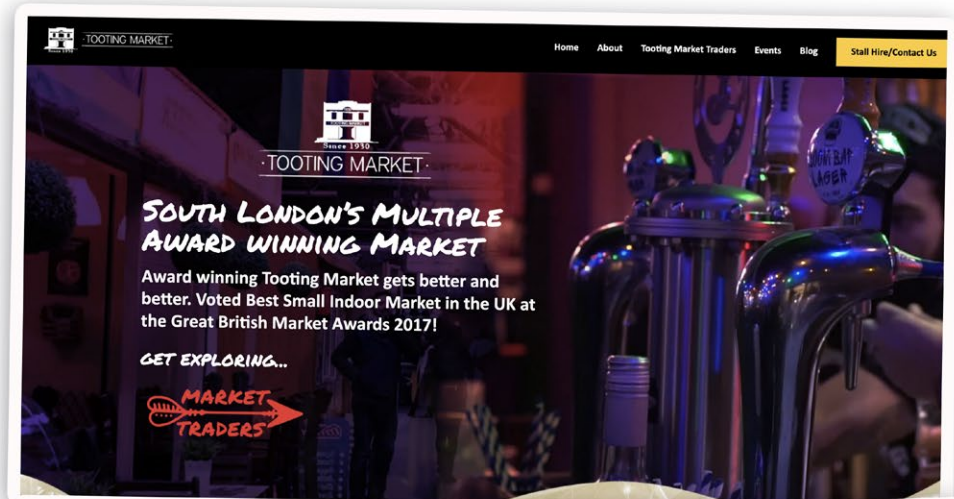 Since 1930
·TOOTING MARKET·
Home About Tooting Market Traders Events Blog Stall Hire/Contact Us
Since 1930
·TOOTING MARKET·
SOUTH LONDON'S MULTIPLE
AWARD WINNING MARKET
Award winning Tooting Market gets better and
better. Voted Best Small Indoor Market in the UK at
the Great British Market Awards 2017!
GET EXPLORING...
MARKET
TRADERS
LAGER